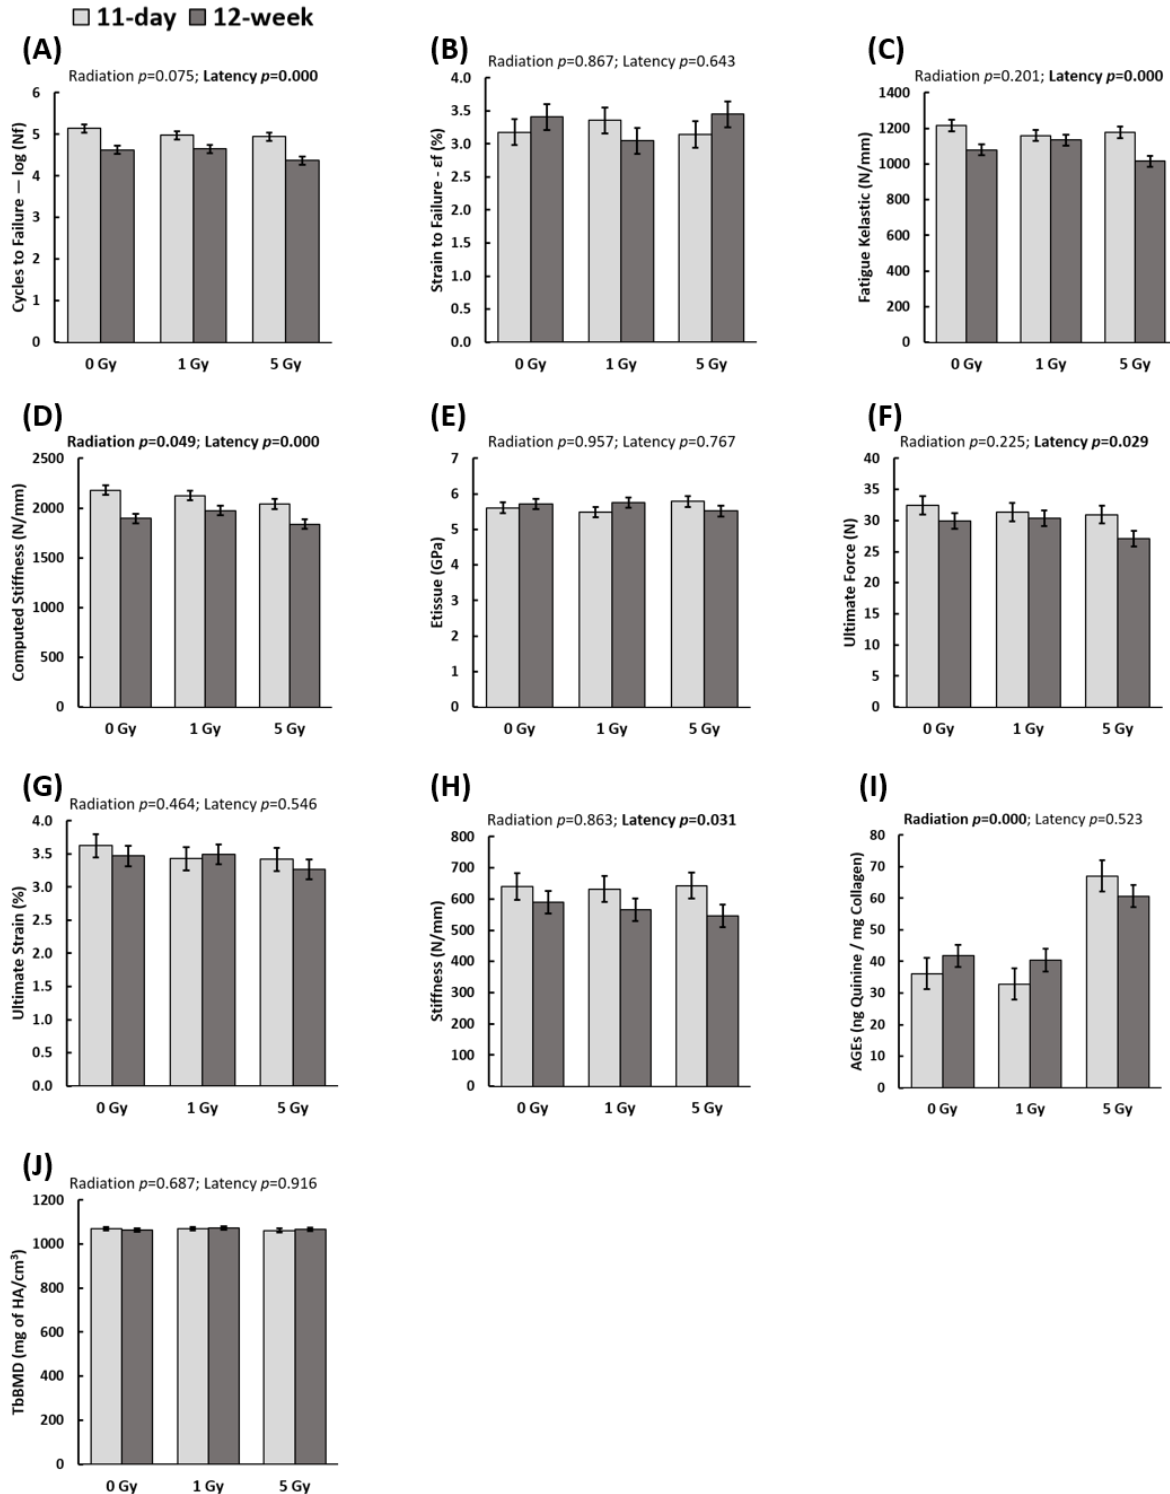 11-day 12-week
(A)
Radiation p=0.075; Latency p=0.000
Cycles to Failure — log (Nf)
6
5
4
3
2
1
0
0 Gy 1 Gy 5 Gy
(B)
Radiation p=0.867; Latency p=0.643
Strain to Failure - εf (%)
4.0
3.5
3.0
2.5
2.0
1.5
1.0
0.5
0.0
0 Gy 1 Gy 5 Gy
(C)
Radiation p=0.201; Latency p=0.000
Fatigue Kelastic (N/mm)
1400
1200
1000
800
600
400
200
0
0 Gy 1 Gy 5 Gy
(D)
Radiation p=0.049; Latency p=0.000
Computed Stiffness (N/mm)
2500
2000
1500
1000
500
0
0 Gy 1 Gy 5 Gy
(E)
Radiation p=0.957; Latency p=0.767
Etissue (GPa)
7
6
5
4
3
2
1
0
0 Gy 1 Gy 5 Gy
(F)
Radiation p=0.225; Latency p=0.029
Ultimate Force (N)
40
35
30
25
20
15
10
5
0
0 Gy 1 Gy 5 Gy
(G)
Radiation p=0.464; Latency p=0.546
Ultimate Strain (%)
4.0
3.5
3.0
2.5
2.0
1.5
1.0
0.5
0.0
0 Gy 1 Gy 5 Gy
(H)
Radiation p=0.863; Latency p=0.031
Stiffness (N/mm)
800
700
600
500
400
300
200
100
0
0 Gy 1 Gy 5 Gy
(I)
Radiation p=0.000; Latency p=0.523
AGEs (ng Quinine / mg Collagen)
80
70
60
50
40
30
20
10
0
0 Gy 1 Gy 5 Gy
(J)
Radiation p=0.687; Latency p=0.916
TbBMD (mg of HA/cm³)
1200
1000
800
600
400
200
0
0 Gy 1 Gy 5 Gy